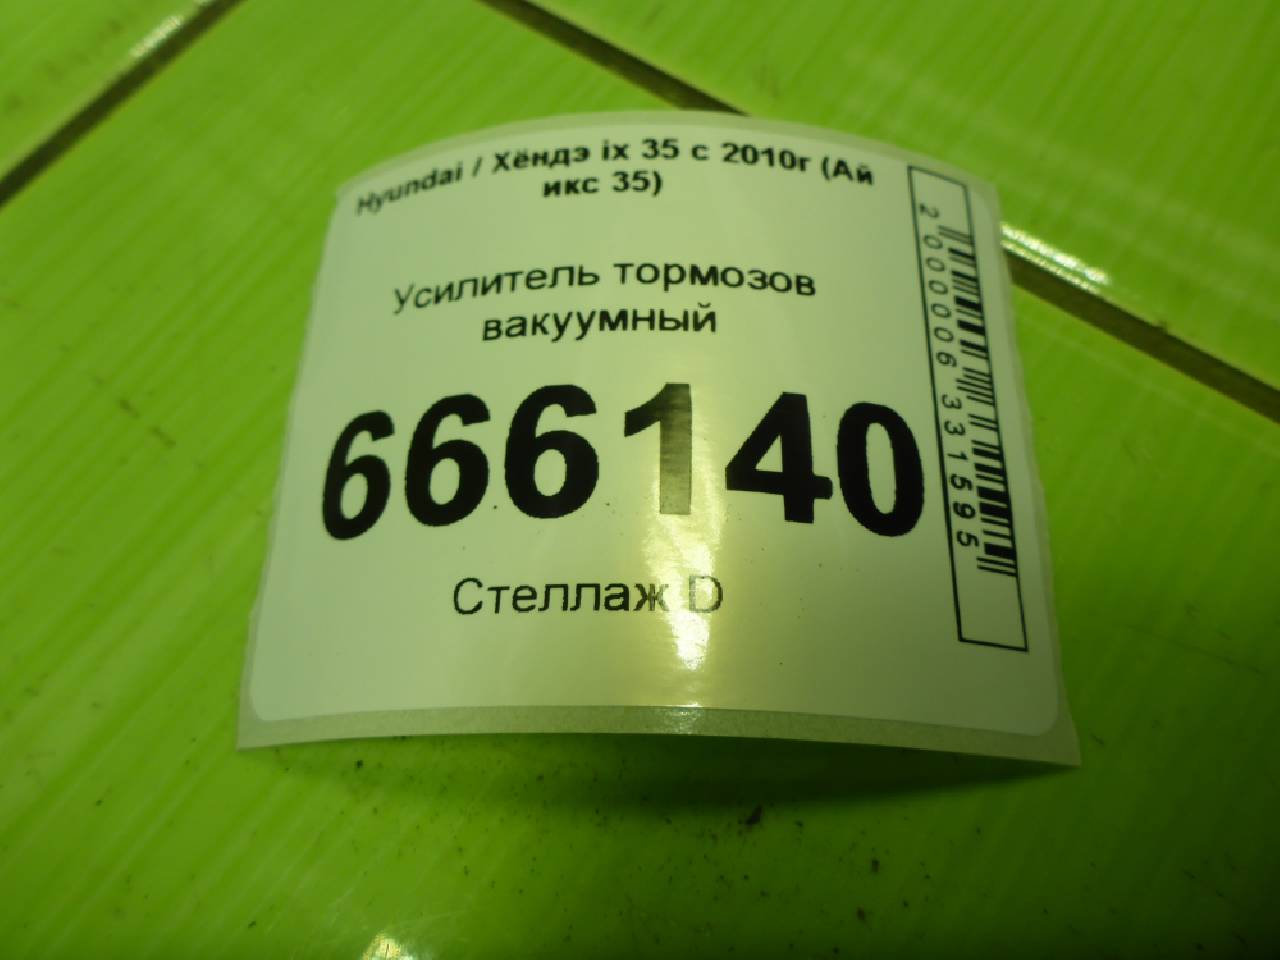 Hyundai / Хёндэ ix 35 с 2010г (Ай
икс 35)
Усилитель тормозов
вакуумный
666140
Стеллаж D
2000006331595